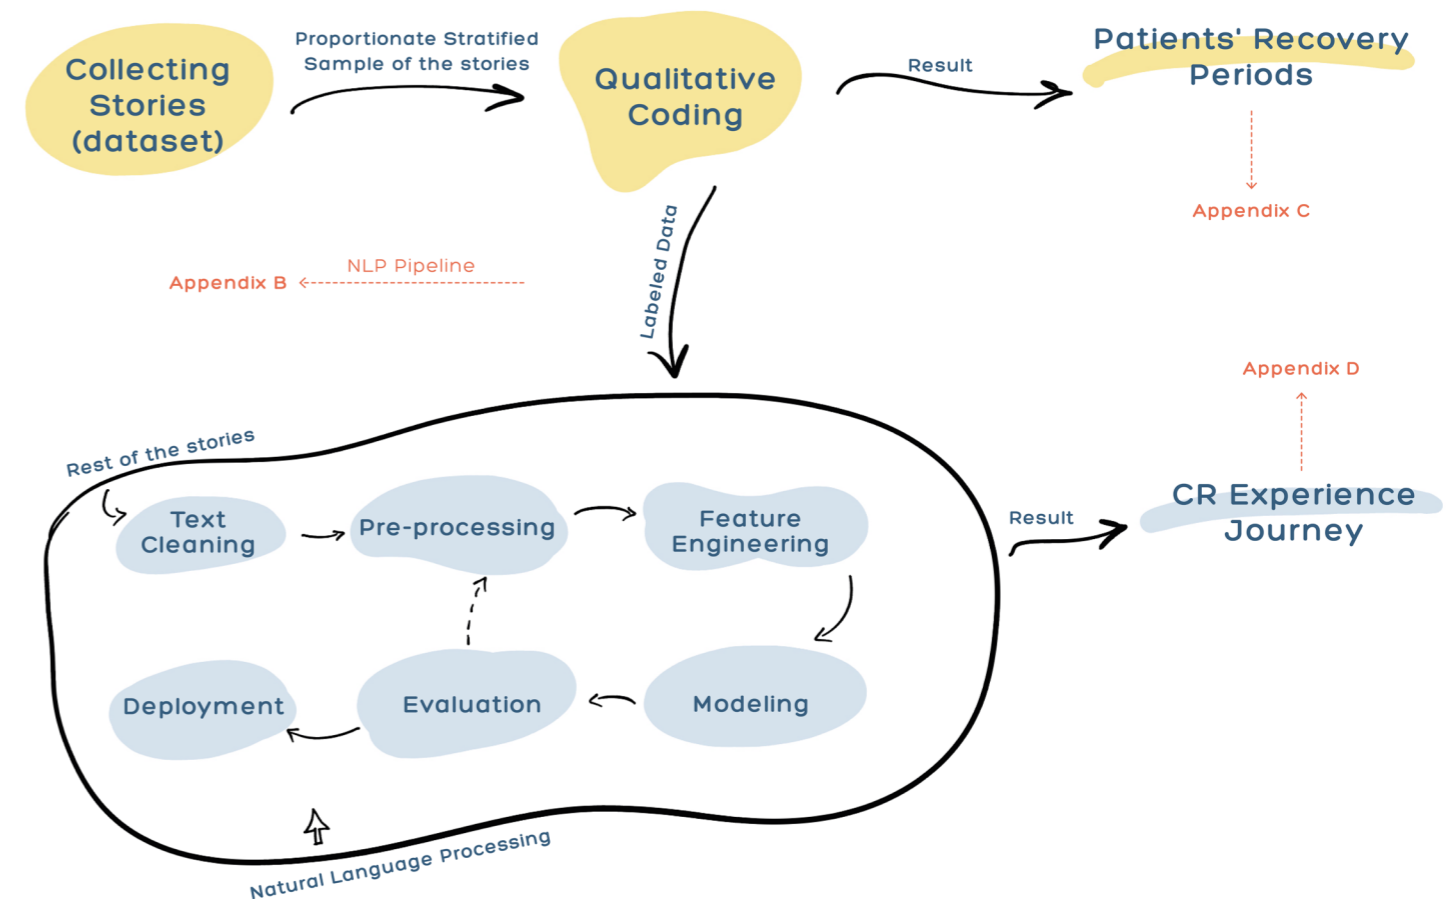 Collecting
Stories
(dataset)
Proportionate Stratified
Sample of the stories
Qualitative
Coding
Result
Patients' Recovery
Periods
Appendix C
Labeled Data
NLP Pipeline
Appendix B
Appendix D
CR Experience
Journey
Result
Rest of the stories
Text
Cleaning
Pre-processing
Feature
Engineering
Modeling
Evaluation
Deployment
Natural Language Processing